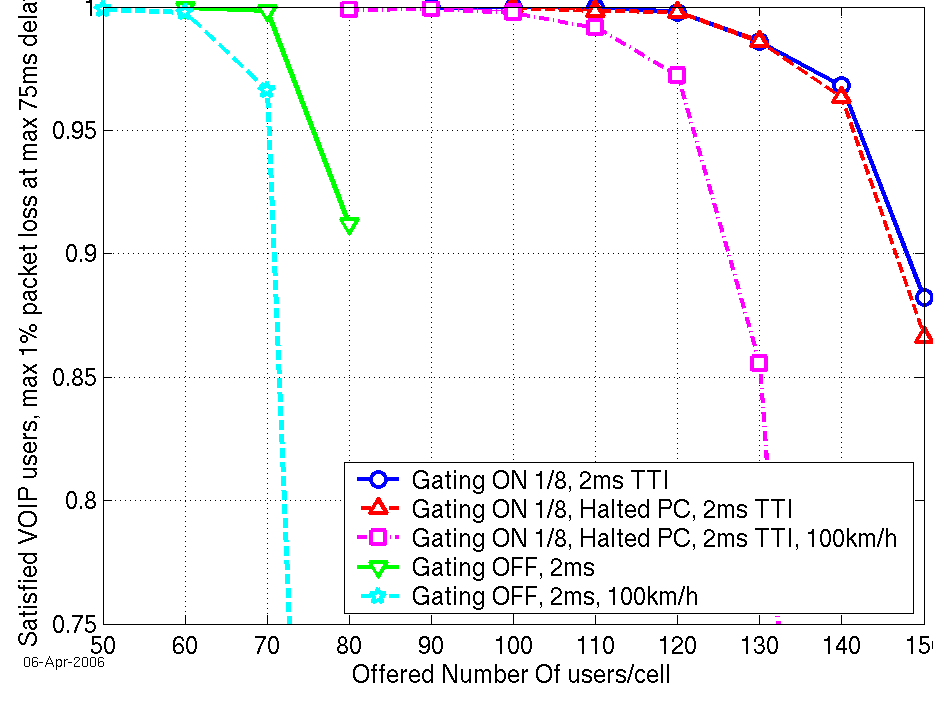 Satisfied VOIP users, max 1% packet loss at max 75ms delay
1
0.95
0.9
0.85
0.8
0.75
50 60 70 80 90 100 110 120 130 140 15
Gating ON 1/8, 2ms TTI
Gating ON 1/8, Halted PC, 2ms TTI
Gating ON 1/8, Halted PC, 2ms TTI, 100km/h
Gating OFF, 2ms
Gating OFF, 2ms, 100km/h
06-Apr-2006
Offered Number Of users/cell